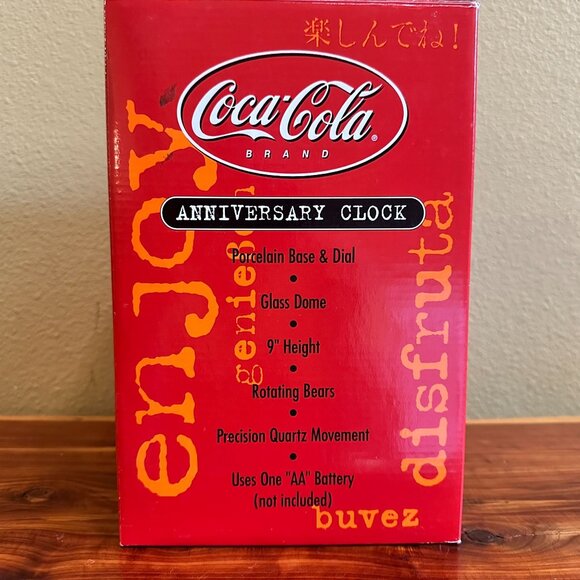 楽しんでね!
Coca-Cola®
BRAND
ANNIVERSARY CLOCK
enjoy
genießen
disfruta
Porcelain Base & Dial
•
Glass Dome
•
9" Height
•
Rotating Bears
•
Precision Quartz Movement
•
Uses One "AA" Battery
(not included)
buvez